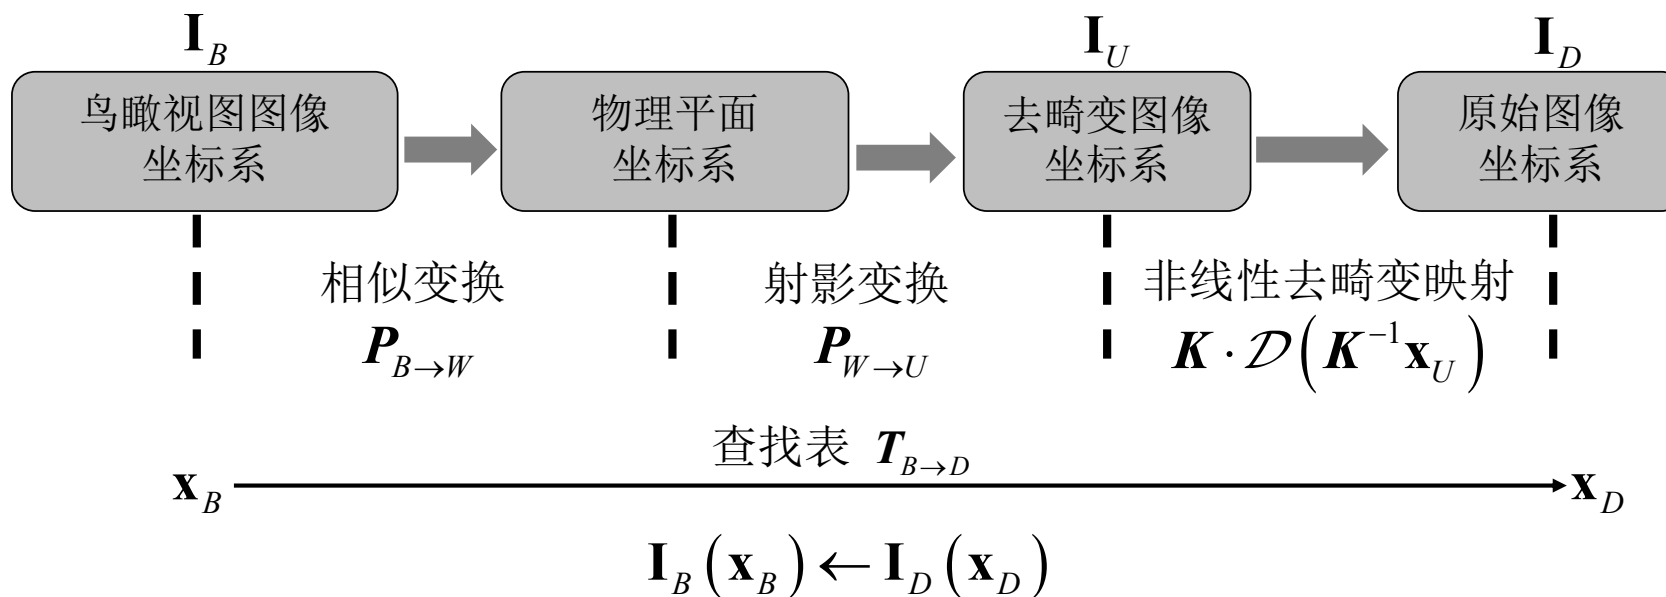 I_B I_U I_D
鸟瞰视图图像 物理平面 去畸变图像 原始图像
坐标系 坐标系 坐标系 坐标系
相似变换 射影变换 非线性去畸变映射
P_{B→W} P_{W→U} K·𝒟(K^{-1}x_U)
查找表 T_{B→D}
x_B x_D
I_B(x_B)←I_D(x_D)